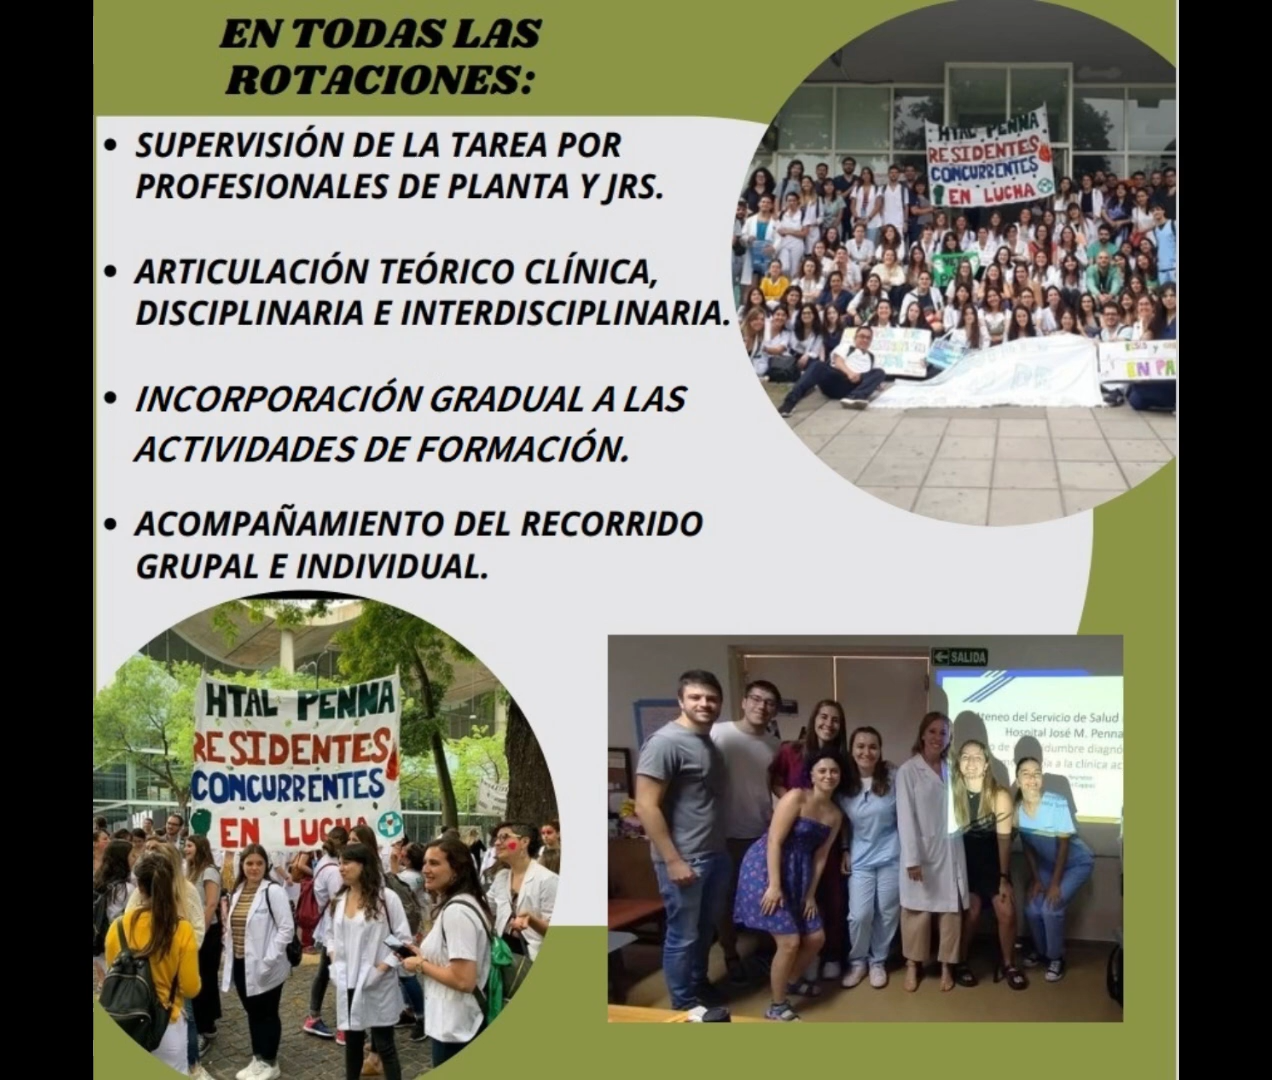 EN TODAS LAS
ROTACIONES:
• SUPERVISIÓN DE LA TAREA POR
PROFESIONALES DE PLANTA Y JRS.
• ARTICULACIÓN TEÓRICO CLÍNICA,
DISCIPLINARIA E INTERDISCIPLINARIA.
• INCORPORACIÓN GRADUAL A LAS
ACTIVIDADES DE FORMACIÓN.
• ACOMPAÑAMIENTO DEL RECORRIDO
GRUPAL E INDIVIDUAL.
HTAL PENNA
RESIDENTES
CONCURRENTES
EN LUCHA
EN PA
HTAL PENNA
RESIDENTES
CONCURRENTES
EN LUCHA
SALIDA
Ateneo del Servicio de Salud
Hospital José M. Penna
a la clínica